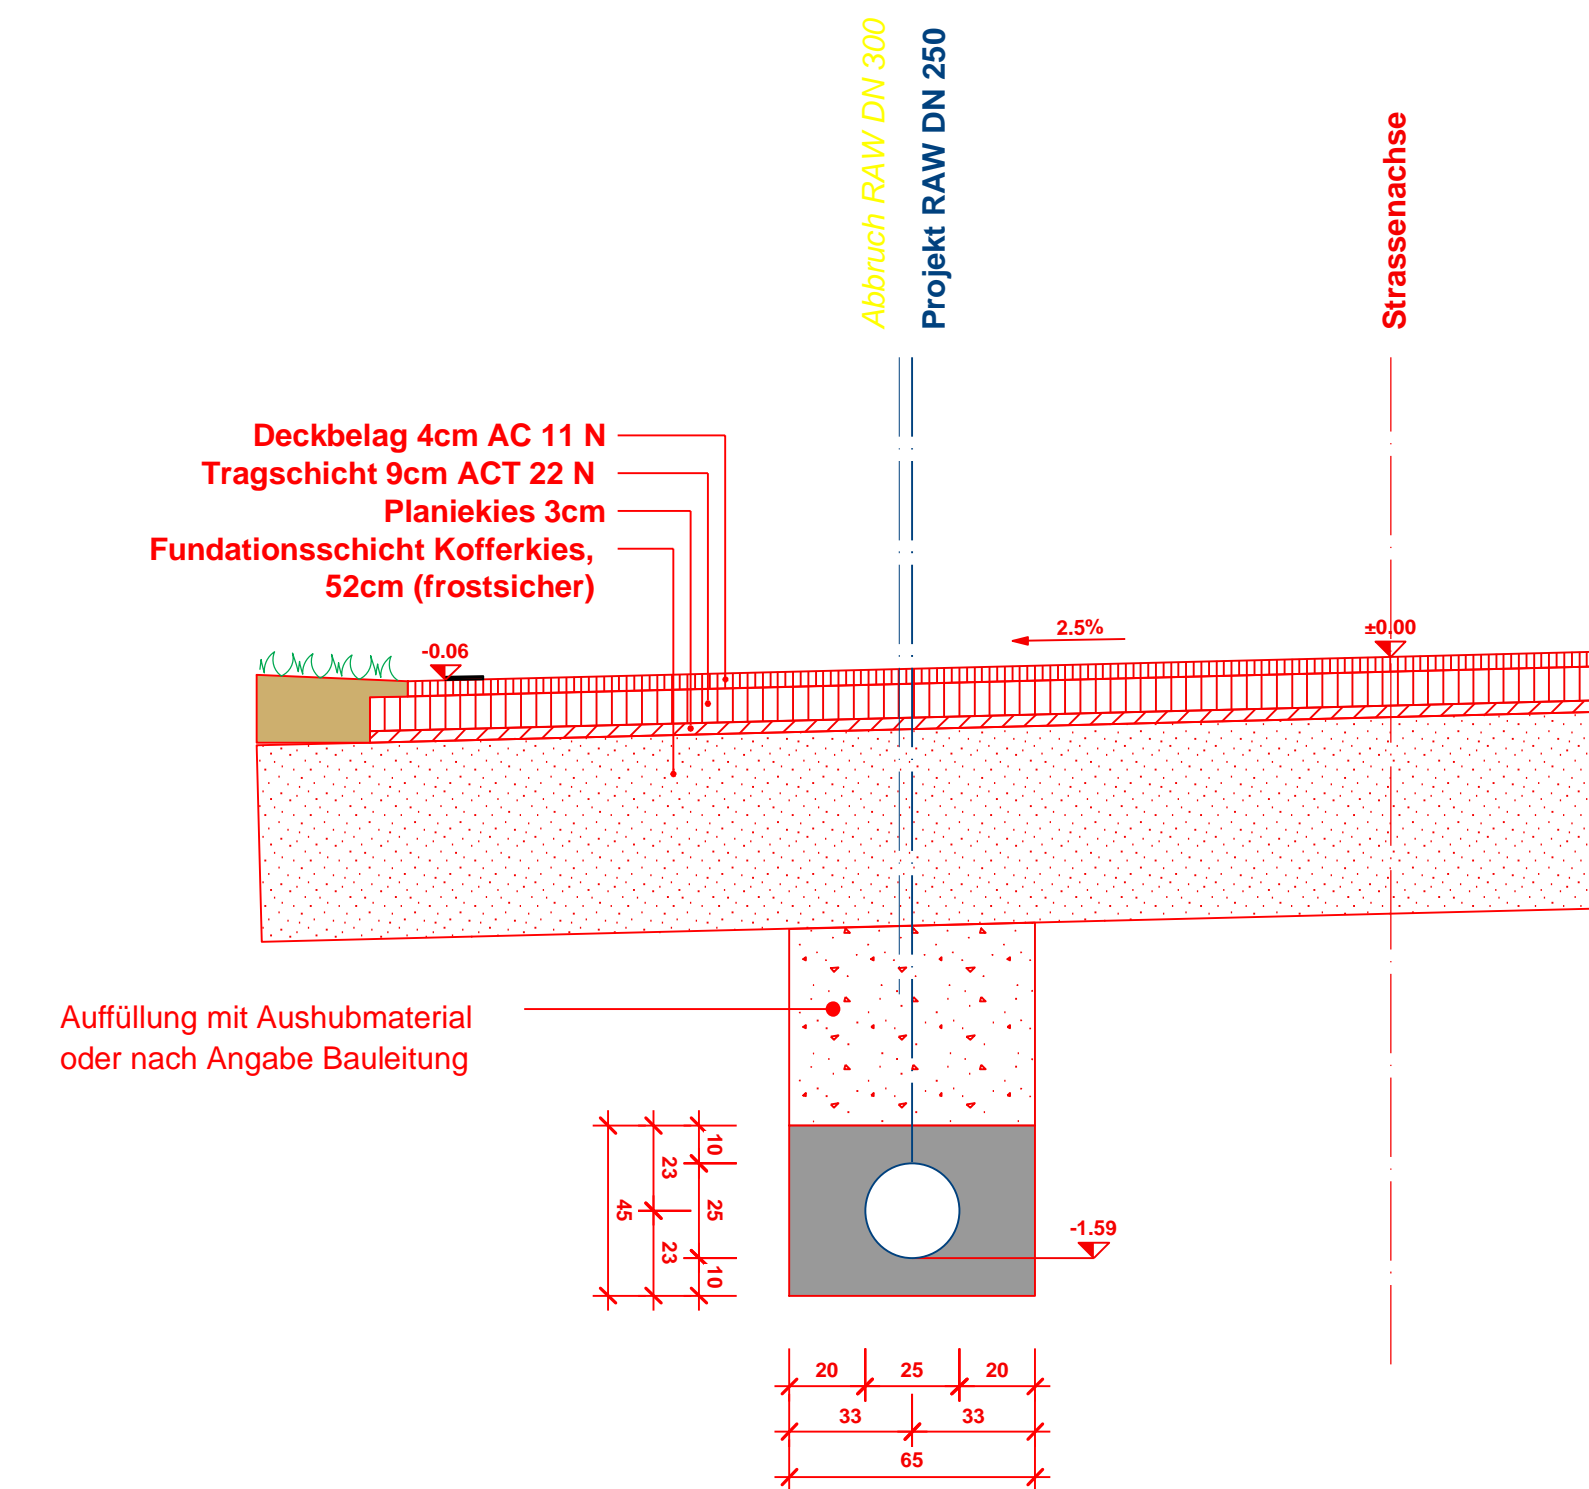 Abbruch RAW DN 300
Projekt RAW DN 250
Strassenachse
Deckbelag 4cm AC 11 N
Tragschicht 9cm ACT 22 N
Planiekies 3cm
Fundationsschicht Kofferkies,
52cm (frostsicher)
-0.06
2.5%
±0.00
Auffüllung mit Aushubmaterial
oder nach Angabe Bauleitung
10
23
45
25
23
10
-1.59
20
25
20
33
33
65